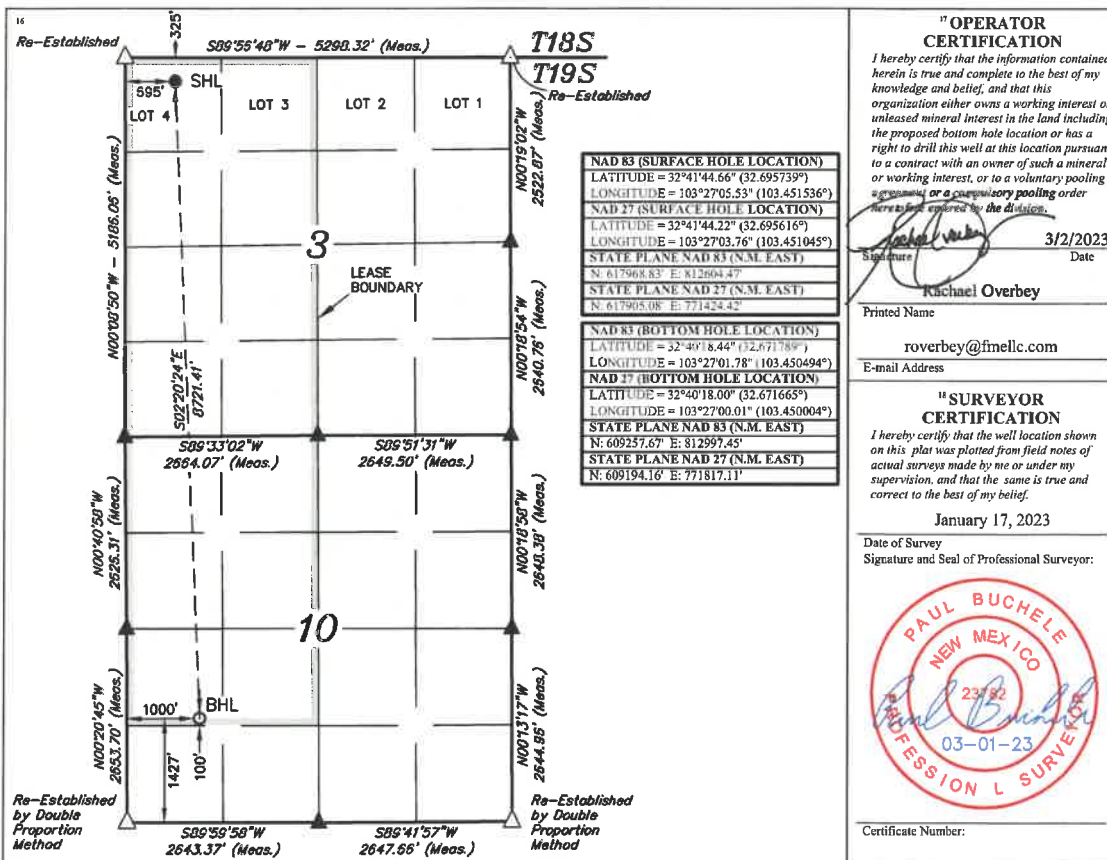 16
Re-Established
325'
S89°55'48"W – 5298.32' (Meas.)
T18S
T19S
Re-Established
595'
SHL
LOT 4
LOT 3
LOT 2
LOT 1
N00°19'02"W
2522.87' (Meas.)
N00°08'50"W – 5186.06' (Meas.)
3
LEASE
BOUNDARY
S02°20'24"E
8721.41'
N00°18'54"W
2640.76' (Meas.)
S89°33'02"W
2664.07' (Meas.)
S89°51'31"W
2649.50' (Meas.)
N00°40'58"W
2626.31' (Meas.)
N00°18'58"W
2648.38' (Meas.)
10
1000'
BHL
N00°20'45"W
2653.70' (Meas.)
1427'
100'
N00°13'17"W
2644.95' (Meas.)
Re-Established
by Double
Proportion
Method
S89°59'58"W
2643.37' (Meas.)
S89°41'57"W
2647.66' (Meas.)
Re-Established
by Double
Proportion
Method
NAD 83 (SURFACE HOLE LOCATION)
LATITUDE = 32°41'44.66" (32.695739°)
LONGITUDE = 103°27'05.53" (103.451536°)
NAD 27 (SURFACE HOLE LOCATION)
LATITUDE = 32°41'44.22" (32.695616°)
LONGITUDE = 103°27'03.76" (103.451045°)
STATE PLANE NAD 83 (N.M. EAST)
N: 617968.83' E: 812604.47'
STATE PLANE NAD 27 (N.M. EAST)
N: 617905.08' E: 771424.42'
NAD 83 (BOTTOM HOLE LOCATION)
LATITUDE = 32°40'18.44" (32.671789°)
LONGITUDE = 103°27'01.78" (103.450494°)
NAD 27 (BOTTOM HOLE LOCATION)
LATITUDE = 32°40'18.00" (32.671665°)
LONGITUDE = 103°27'00.01" (103.450004°)
STATE PLANE NAD 83 (N.M. EAST)
N: 609257.67' E: 812997.45'
STATE PLANE NAD 27 (N.M. EAST)
N: 609194.16' E: 771817.11'
17 OPERATOR
CERTIFICATION
I hereby certify that the information contained
herein is true and complete to the best of my
knowledge and belief, and that this
organization either owns a working interest or
unleased mineral interest in the land including
the proposed bottom hole location or has a
right to drill this well at this location pursuant
to a contract with an owner of such a mineral
or working interest, or to a voluntary pooling
agreement or a compulsory pooling order
heretofore entered by the division.
3/2/2023
Signature Date
Rachael Overbey
Printed Name
roverbey@fmellc.com
E-mail Address
18 SURVEYOR
CERTIFICATION
I hereby certify that the well location shown
on this plat was plotted from field notes of
actual surveys made by me or under my
supervision, and that the same is true and
correct to the best of my belief.
January 17, 2023
Date of Survey
Signature and Seal of Professional Surveyor:
PAUL BUCHELE
NEW MEXICO
23782
Paul Buchele
03-01-23
PROFESSION L SURVEYOR
Certificate Number: